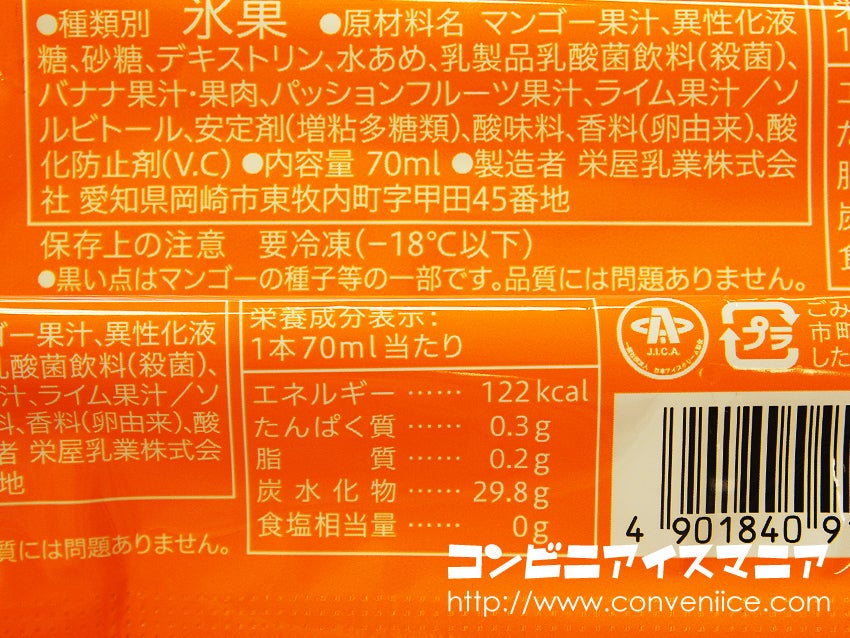 ●種類別 氷菓 ●原材料名 マンゴー果汁、異性化液
糖、砂糖、デキストリン、水あめ、乳製品乳酸菌飲料(殺菌)、
バナナ果汁・果肉、パッションフルーツ果汁、ライム果汁／ソ
ルビトール、安定剤(増粘多糖類)、酸味料、香料(卵由来)、酸
化防止剤(V.C) ●内容量 70ml ●製造者 栄屋乳業株式会
社 愛知県岡崎市東牧内町字甲田45番地
保存上の注意 要冷凍(−18℃以下)
●黒い点はマンゴーの種子等の一部です。品質には問題ありません。
ゴー果汁、異性化液
乳酸菌飲料(殺菌)、
汁、ライム果汁／ソ
料、香料(卵由来)、酸
者 栄屋乳業株式会
地
質には問題ありません。
栄養成分表示:
1本70ml当たり
エネルギー …… 122kcal
たんぱく質 …… 0.3g
脂質 …… 0.2g
炭水化物 …… 29.8g
食塩相当量 …… 0g
J.I.C.A.
プラ
ごみ
市町
した
4 901840 91
コンビニアイスマニア
http://www.conveniice.com/